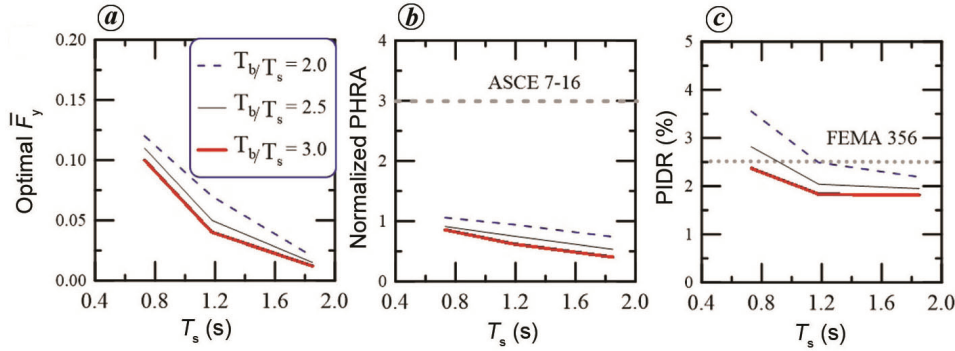 a
b
c
0.20
0.15
0.10
0.05
0.00
Optimal F̅y
0.4 0.8 1.2 1.6 2.0
Ts (s)
Tb/Ts = 2.0
Tb/Ts = 2.5
Tb/Ts = 3.0
4
3
2
1
0
Normalized PHRA
ASCE 7-16
0.4 0.8 1.2 1.6 2.0
Ts (s)
5
4
3
2
1
0
PIDR (%)
FEMA 356
0.4 0.8 1.2 1.6 2.0
Ts (s)